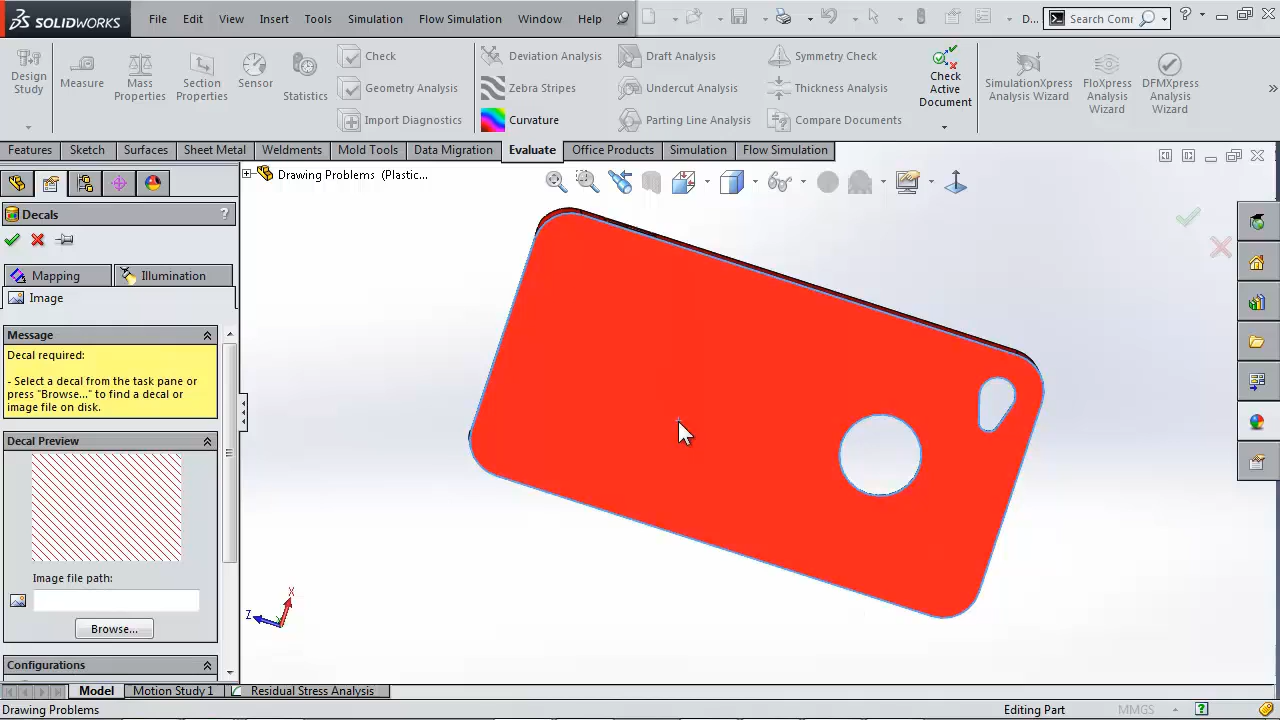 SOLIDWORKS File Edit View Insert Tools Simulation Flow Simulation Window Help D... Search Comm ?
Design Study
Measure
Mass Properties
Section Properties
Sensor
Statistics
Check
Geometry Analysis
Import Diagnostics
Deviation Analysis
Zebra Stripes
Curvature
Draft Analysis
Undercut Analysis
Parting Line Analysis
Symmetry Check
Thickness Analysis
Compare Documents
Check Active Document
SimulationXpress Analysis Wizard
FloXpress Analysis Wizard
DFMXpress Analysis Wizard
Features Sketch Surfaces Sheet Metal Weldments Mold Tools Data Migration Evaluate Office Products Simulation Flow Simulation
Drawing Problems (Plastic...
Decals ?
Mapping Illumination
Image
Message
Decal required:
- Select a decal from the task pane or
press "Browse..." to find a decal or
image file on disk.
Decal Preview
Image file path:
Browse...
Configurations
X
Z
Model Motion Study 1 Residual Stress Analysis
Drawing Problems Editing Part MMGS ?